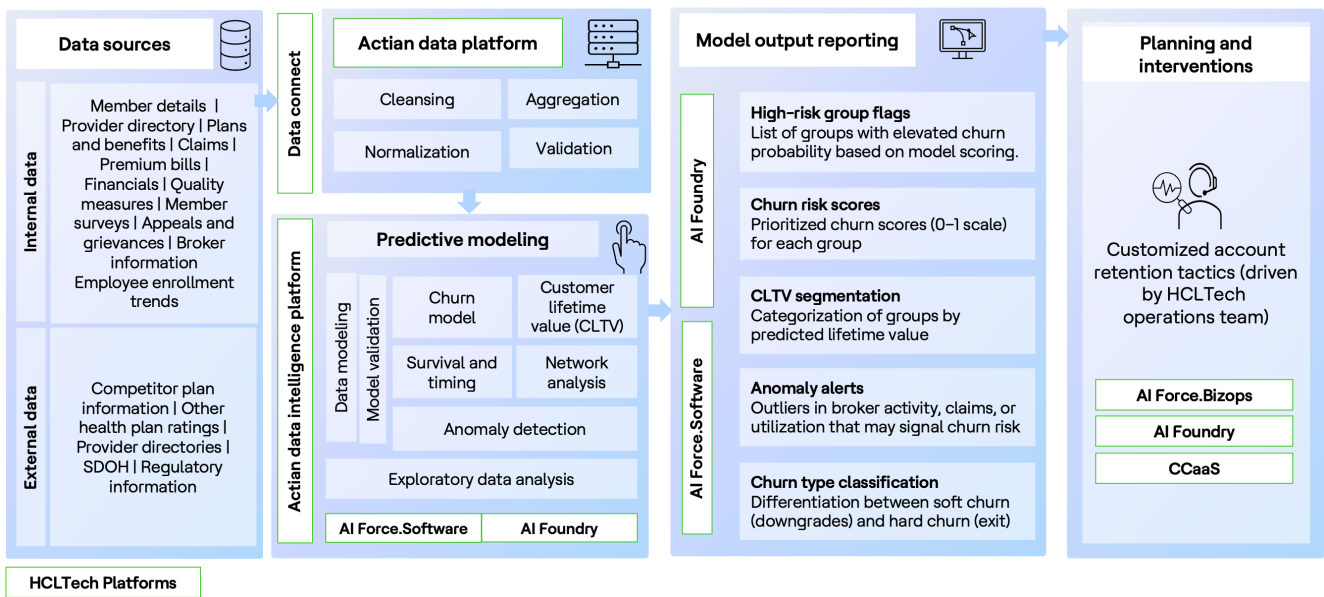 Data sources
Internal data
Member details |
Provider directory | Plans
and benefits | Claims |
Premium bills |
Financials | Quality
measures | Member
surveys | Appeals and
grievances | Broker
information
Employee enrollment
trends
External data
Competitor plan
information | Other
health plan ratings |
Provider directories |
SDOH | Regulatory
information
HCLTech Platforms
Data connect
Actian data platform
Cleansing
Aggregation
Normalization
Validation
Actian data intelligence platform
Predictive modeling
Data modeling
Model validation
Churn
model
Customer
lifetime
value (CLTV)
Survival and
timing
Network
analysis
Anomaly detection
Exploratory data analysis
AI Force.Software
AI Foundry
Model output reporting
AI Foundry
AI Force.Software
High-risk group flags
List of groups with elevated churn
probability based on model scoring.
Churn risk scores
Prioritized churn scores (0–1 scale)
for each group
CLTV segmentation
Categorization of groups by
predicted lifetime value
Anomaly alerts
Outliers in broker activity, claims, or
utilization that may signal churn risk
Churn type classification
Differentiation between soft churn
(downgrades) and hard churn (exit)
Planning and
interventions
Customized account
retention tactics (driven
by HCLTech
operations team)
AI Force.Bizops
AI Foundry
CCaaS